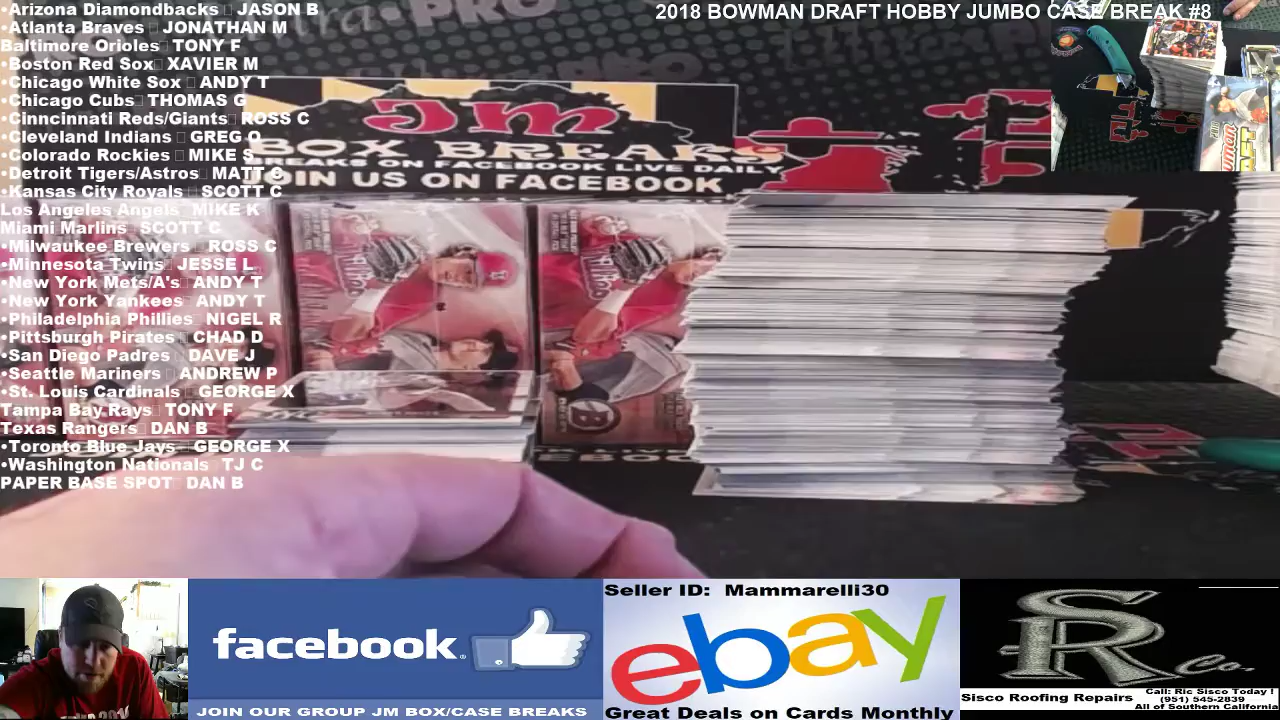 •Arizona Diamondbacks JASON B
•Atlanta Braves JONATHAN M
Baltimore Orioles TONY F
•Boston Red Sox XAVIER M
•Chicago White Sox ANDY T
•Chicago Cubs THOMAS G
•Cinncinnati Reds/Giants ROSS C
•Cleveland Indians GREG O
•Colorado Rockies MIKE S
•Detroit Tigers/Astros MATT C
•Kansas City Royals SCOTT C
Los Angeles Angels MIKE K
Miami Marlins SCOTT C
•Milwaukee Brewers ROSS C
•Minnesota Twins JESSE L
•New York Mets/A's ANDY T
•New York Yankees ANDY T
•Philadelphia Phillies NIGEL R
•Pittsburgh Pirates CHAD D
•San Diego Padres DAVE J
•Seattle Mariners ANDREW P
•St. Louis Cardinals GEORGE X
Tampa Bay Rays TONY F
Texas Rangers DAN B
•Toronto Blue Jays GEORGE X
•Washington Nationals TJ C
PAPER BASE SPOT DAN B
2018 BOWMAN DRAFT HOBBY JUMBO CASE BREAK #8
PRO
JM
BOX BREAKS
BREAKS ON FACEBOOK LIVE DAILY
JOIN US ON FACEBOOK
facebook
JOIN OUR GROUP JM BOX/CASE BREAKS
Seller ID: Mammarelli30
ebay
Great Deals on Cards Monthly
SR Co.
Sisco Roofing Repairs
Call: Ric Sisco Today !
(951) 545-2839
All of Southern California